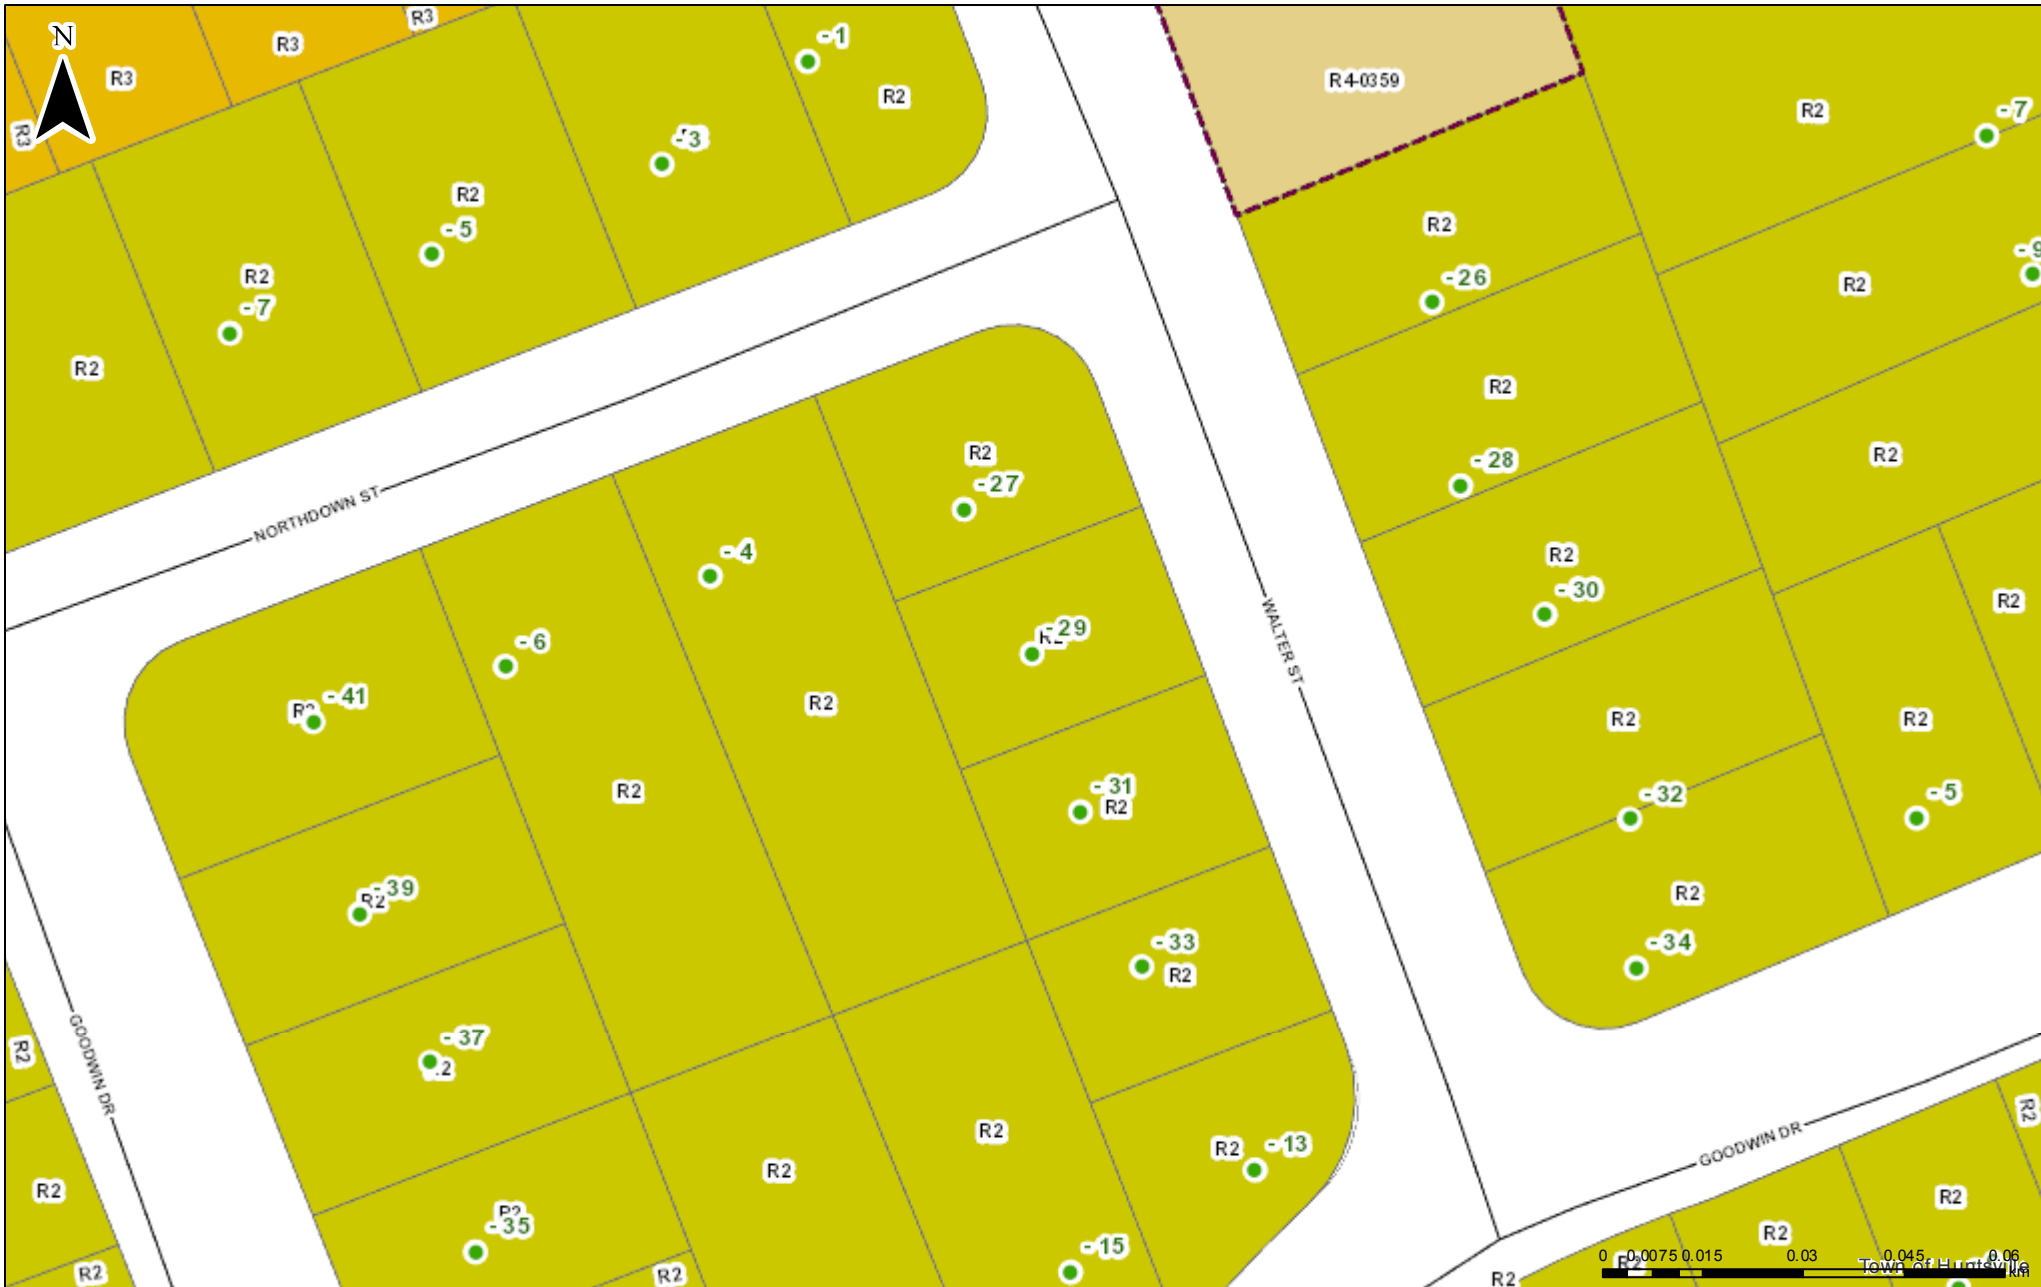 R3
-1
N
R3
R3
R4-0359
R2
R2
-7
R3
-3
R2
R2
-5
-9
R2
-26
R2
-7
R2
R2
R2
R2
-27
-28
NORTHDOWN ST
-4
R2
-30
R2
-29
-6
WALTER ST
-41
R2
R2
R2
R2
-31
R2
-32
-5
-39
R2
R2
-33
R2
-34
-37
R2
GOODWIN DR
R2
R2
R2
-13
GOODWIN DR
R2
R2
R2
R2
-35
R2
-15
R2
R2
R2
0 0.0075 0.015 0.03 0.045 0.06
Town of Huntsville
km